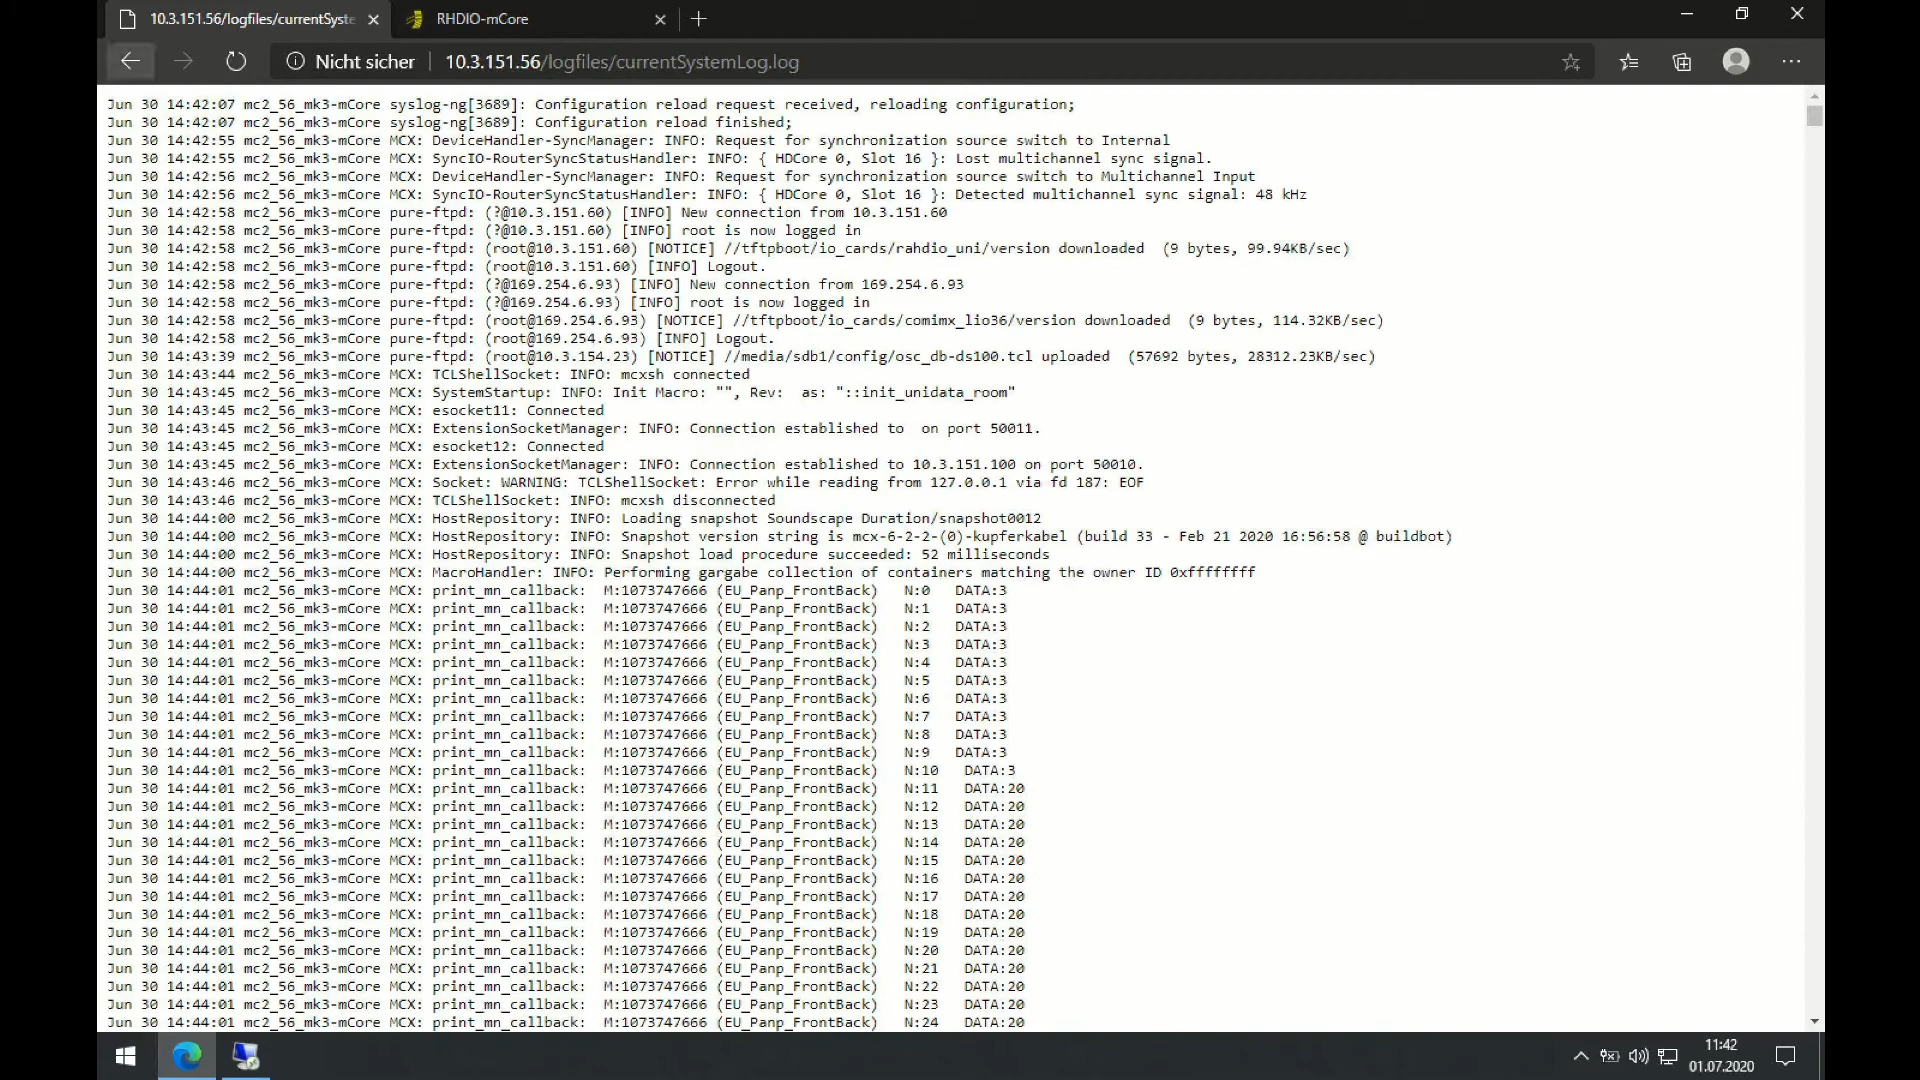 10.3.151.56/logfiles/currentSyste
RHDIO-mCore
Nicht sicher
10.3.151.56/logfiles/currentSystemLog.log
Jun 30 14:42:07 mc2_56_mk3-mCore syslog-ng[3689]: Configuration reload request received, reloading configuration;
Jun 30 14:42:07 mc2_56_mk3-mCore syslog-ng[3689]: Configuration reload finished;
Jun 30 14:42:55 mc2_56_mk3-mCore MCX: DeviceHandler-SyncManager: INFO: Request for synchronization source switch to Internal
Jun 30 14:42:55 mc2_56_mk3-mCore MCX: SyncIO-RouterSyncStatusHandler: INFO: { HDCore 0, Slot 16 }: Lost multichannel sync signal.
Jun 30 14:42:56 mc2_56_mk3-mCore MCX: DeviceHandler-SyncManager: INFO: Request for synchronization source switch to Multichannel Input
Jun 30 14:42:56 mc2_56_mk3-mCore MCX: SyncIO-RouterSyncStatusHandler: INFO: { HDCore 0, Slot 16 }: Detected multichannel sync signal: 48 kHz
Jun 30 14:42:58 mc2_56_mk3-mCore pure-ftpd: (?@10.3.151.60) [INFO] New connection from 10.3.151.60
Jun 30 14:42:58 mc2_56_mk3-mCore pure-ftpd: (?@10.3.151.60) [INFO] root is now logged in
Jun 30 14:42:58 mc2_56_mk3-mCore pure-ftpd: (root@10.3.151.60) [NOTICE] //tftpboot/io_cards/rahdio_uni/version downloaded  (9 bytes, 99.94KB/sec)
Jun 30 14:42:58 mc2_56_mk3-mCore pure-ftpd: (root@10.3.151.60) [INFO] Logout.
Jun 30 14:42:58 mc2_56_mk3-mCore pure-ftpd: (?@169.254.6.93) [INFO] New connection from 169.254.6.93
Jun 30 14:42:58 mc2_56_mk3-mCore pure-ftpd: (?@169.254.6.93) [INFO] root is now logged in
Jun 30 14:42:58 mc2_56_mk3-mCore pure-ftpd: (root@169.254.6.93) [NOTICE] //tftpboot/io_cards/comimx_lio36/version downloaded  (9 bytes, 114.32KB/sec)
Jun 30 14:42:58 mc2_56_mk3-mCore pure-ftpd: (root@169.254.6.93) [INFO] Logout.
Jun 30 14:43:39 mc2_56_mk3-mCore pure-ftpd: (root@10.3.154.23) [NOTICE] //media/sdb1/config/osc_db-ds100.tcl uploaded  (57692 bytes, 28312.23KB/sec)
Jun 30 14:43:44 mc2_56_mk3-mCore MCX: TCLShellSocket: INFO: mcxsh connected
Jun 30 14:43:45 mc2_56_mk3-mCore MCX: SystemStartup: INFO: Init Macro: "", Rev:  as: "::init_unidata_room"
Jun 30 14:43:45 mc2_56_mk3-mCore MCX: esocket11: Connected
Jun 30 14:43:45 mc2_56_mk3-mCore MCX: ExtensionSocketManager: INFO: Connection established to  on port 50011.
Jun 30 14:43:45 mc2_56_mk3-mCore MCX: esocket12: Connected
Jun 30 14:43:45 mc2_56_mk3-mCore MCX: ExtensionSocketManager: INFO: Connection established to 10.3.151.100 on port 50010.
Jun 30 14:43:46 mc2_56_mk3-mCore MCX: Socket: WARNING: TCLShellSocket: Error while reading from 127.0.0.1 via fd 187: EOF
Jun 30 14:43:46 mc2_56_mk3-mCore MCX: TCLShellSocket: INFO: mcxsh disconnected
Jun 30 14:44:00 mc2_56_mk3-mCore MCX: HostRepository: INFO: Loading snapshot Soundscape Duration/snapshot0012
Jun 30 14:44:00 mc2_56_mk3-mCore MCX: HostRepository: INFO: Snapshot version string is mcx-6-2-2-(0)-kupferkabel (build 33 - Feb 21 2020 16:56:58 @ buildbot)
Jun 30 14:44:00 mc2_56_mk3-mCore MCX: HostRepository: INFO: Snapshot load procedure succeeded: 52 milliseconds
Jun 30 14:44:00 mc2_56_mk3-mCore MCX: MacroHandler: INFO: Performing gargabe collection of containers matching the owner ID 0xffffffff
Jun 30 14:44:01 mc2_56_mk3-mCore MCX: print_mn_callback:  M:1073747666 (EU_Panp_FrontBack)   N:0   DATA:3
Jun 30 14:44:01 mc2_56_mk3-mCore MCX: print_mn_callback:  M:1073747666 (EU_Panp_FrontBack)   N:1   DATA:3
Jun 30 14:44:01 mc2_56_mk3-mCore MCX: print_mn_callback:  M:1073747666 (EU_Panp_FrontBack)   N:2   DATA:3
Jun 30 14:44:01 mc2_56_mk3-mCore MCX: print_mn_callback:  M:1073747666 (EU_Panp_FrontBack)   N:3   DATA:3
Jun 30 14:44:01 mc2_56_mk3-mCore MCX: print_mn_callback:  M:1073747666 (EU_Panp_FrontBack)   N:4   DATA:3
Jun 30 14:44:01 mc2_56_mk3-mCore MCX: print_mn_callback:  M:1073747666 (EU_Panp_FrontBack)   N:5   DATA:3
Jun 30 14:44:01 mc2_56_mk3-mCore MCX: print_mn_callback:  M:1073747666 (EU_Panp_FrontBack)   N:6   DATA:3
Jun 30 14:44:01 mc2_56_mk3-mCore MCX: print_mn_callback:  M:1073747666 (EU_Panp_FrontBack)   N:7   DATA:3
Jun 30 14:44:01 mc2_56_mk3-mCore MCX: print_mn_callback:  M:1073747666 (EU_Panp_FrontBack)   N:8   DATA:3
Jun 30 14:44:01 mc2_56_mk3-mCore MCX: print_mn_callback:  M:1073747666 (EU_Panp_FrontBack)   N:9   DATA:3
Jun 30 14:44:01 mc2_56_mk3-mCore MCX: print_mn_callback:  M:1073747666 (EU_Panp_FrontBack)   N:10   DATA:3
Jun 30 14:44:01 mc2_56_mk3-mCore MCX: print_mn_callback:  M:1073747666 (EU_Panp_FrontBack)   N:11   DATA:20
Jun 30 14:44:01 mc2_56_mk3-mCore MCX: print_mn_callback:  M:1073747666 (EU_Panp_FrontBack)   N:12   DATA:20
Jun 30 14:44:01 mc2_56_mk3-mCore MCX: print_mn_callback:  M:1073747666 (EU_Panp_FrontBack)   N:13   DATA:20
Jun 30 14:44:01 mc2_56_mk3-mCore MCX: print_mn_callback:  M:1073747666 (EU_Panp_FrontBack)   N:14   DATA:20
Jun 30 14:44:01 mc2_56_mk3-mCore MCX: print_mn_callback:  M:1073747666 (EU_Panp_FrontBack)   N:15   DATA:20
Jun 30 14:44:01 mc2_56_mk3-mCore MCX: print_mn_callback:  M:1073747666 (EU_Panp_FrontBack)   N:16   DATA:20
Jun 30 14:44:01 mc2_56_mk3-mCore MCX: print_mn_callback:  M:1073747666 (EU_Panp_FrontBack)   N:17   DATA:20
Jun 30 14:44:01 mc2_56_mk3-mCore MCX: print_mn_callback:  M:1073747666 (EU_Panp_FrontBack)   N:18   DATA:20
Jun 30 14:44:01 mc2_56_mk3-mCore MCX: print_mn_callback:  M:1073747666 (EU_Panp_FrontBack)   N:19   DATA:20
Jun 30 14:44:01 mc2_56_mk3-mCore MCX: print_mn_callback:  M:1073747666 (EU_Panp_FrontBack)   N:20   DATA:20
Jun 30 14:44:01 mc2_56_mk3-mCore MCX: print_mn_callback:  M:1073747666 (EU_Panp_FrontBack)   N:21   DATA:20
Jun 30 14:44:01 mc2_56_mk3-mCore MCX: print_mn_callback:  M:1073747666 (EU_Panp_FrontBack)   N:22   DATA:20
Jun 30 14:44:01 mc2_56_mk3-mCore MCX: print_mn_callback:  M:1073747666 (EU_Panp_FrontBack)   N:23   DATA:20
Jun 30 14:44:01 mc2_56_mk3-mCore MCX: print_mn_callback:  M:1073747666 (EU_Panp_FrontBack)   N:24   DATA:20
11:42
01.07.2020